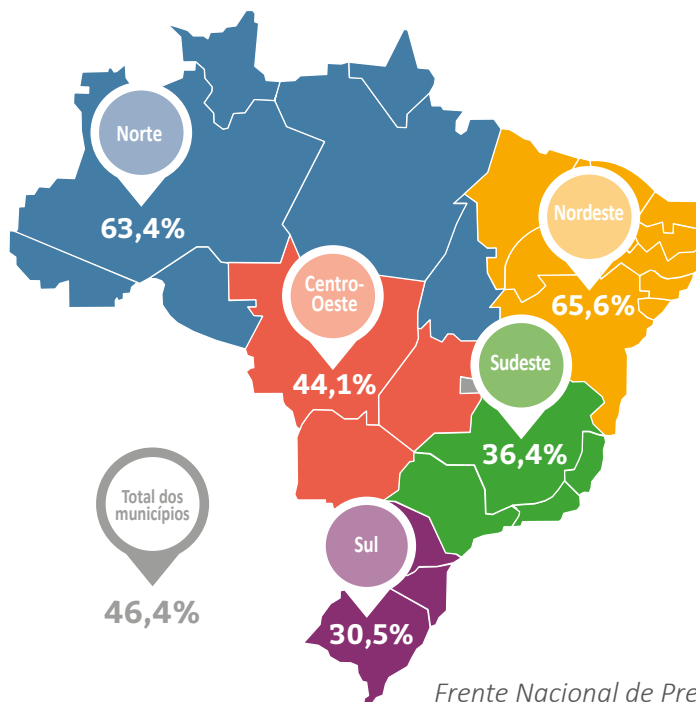 Norte
63,4%
Nordeste
65,6%
Centro-
Oeste
44,1%
Sudeste
36,4%
Total dos
municípios
46,4%
Sul
30,5%
Frente Nacional de Pre